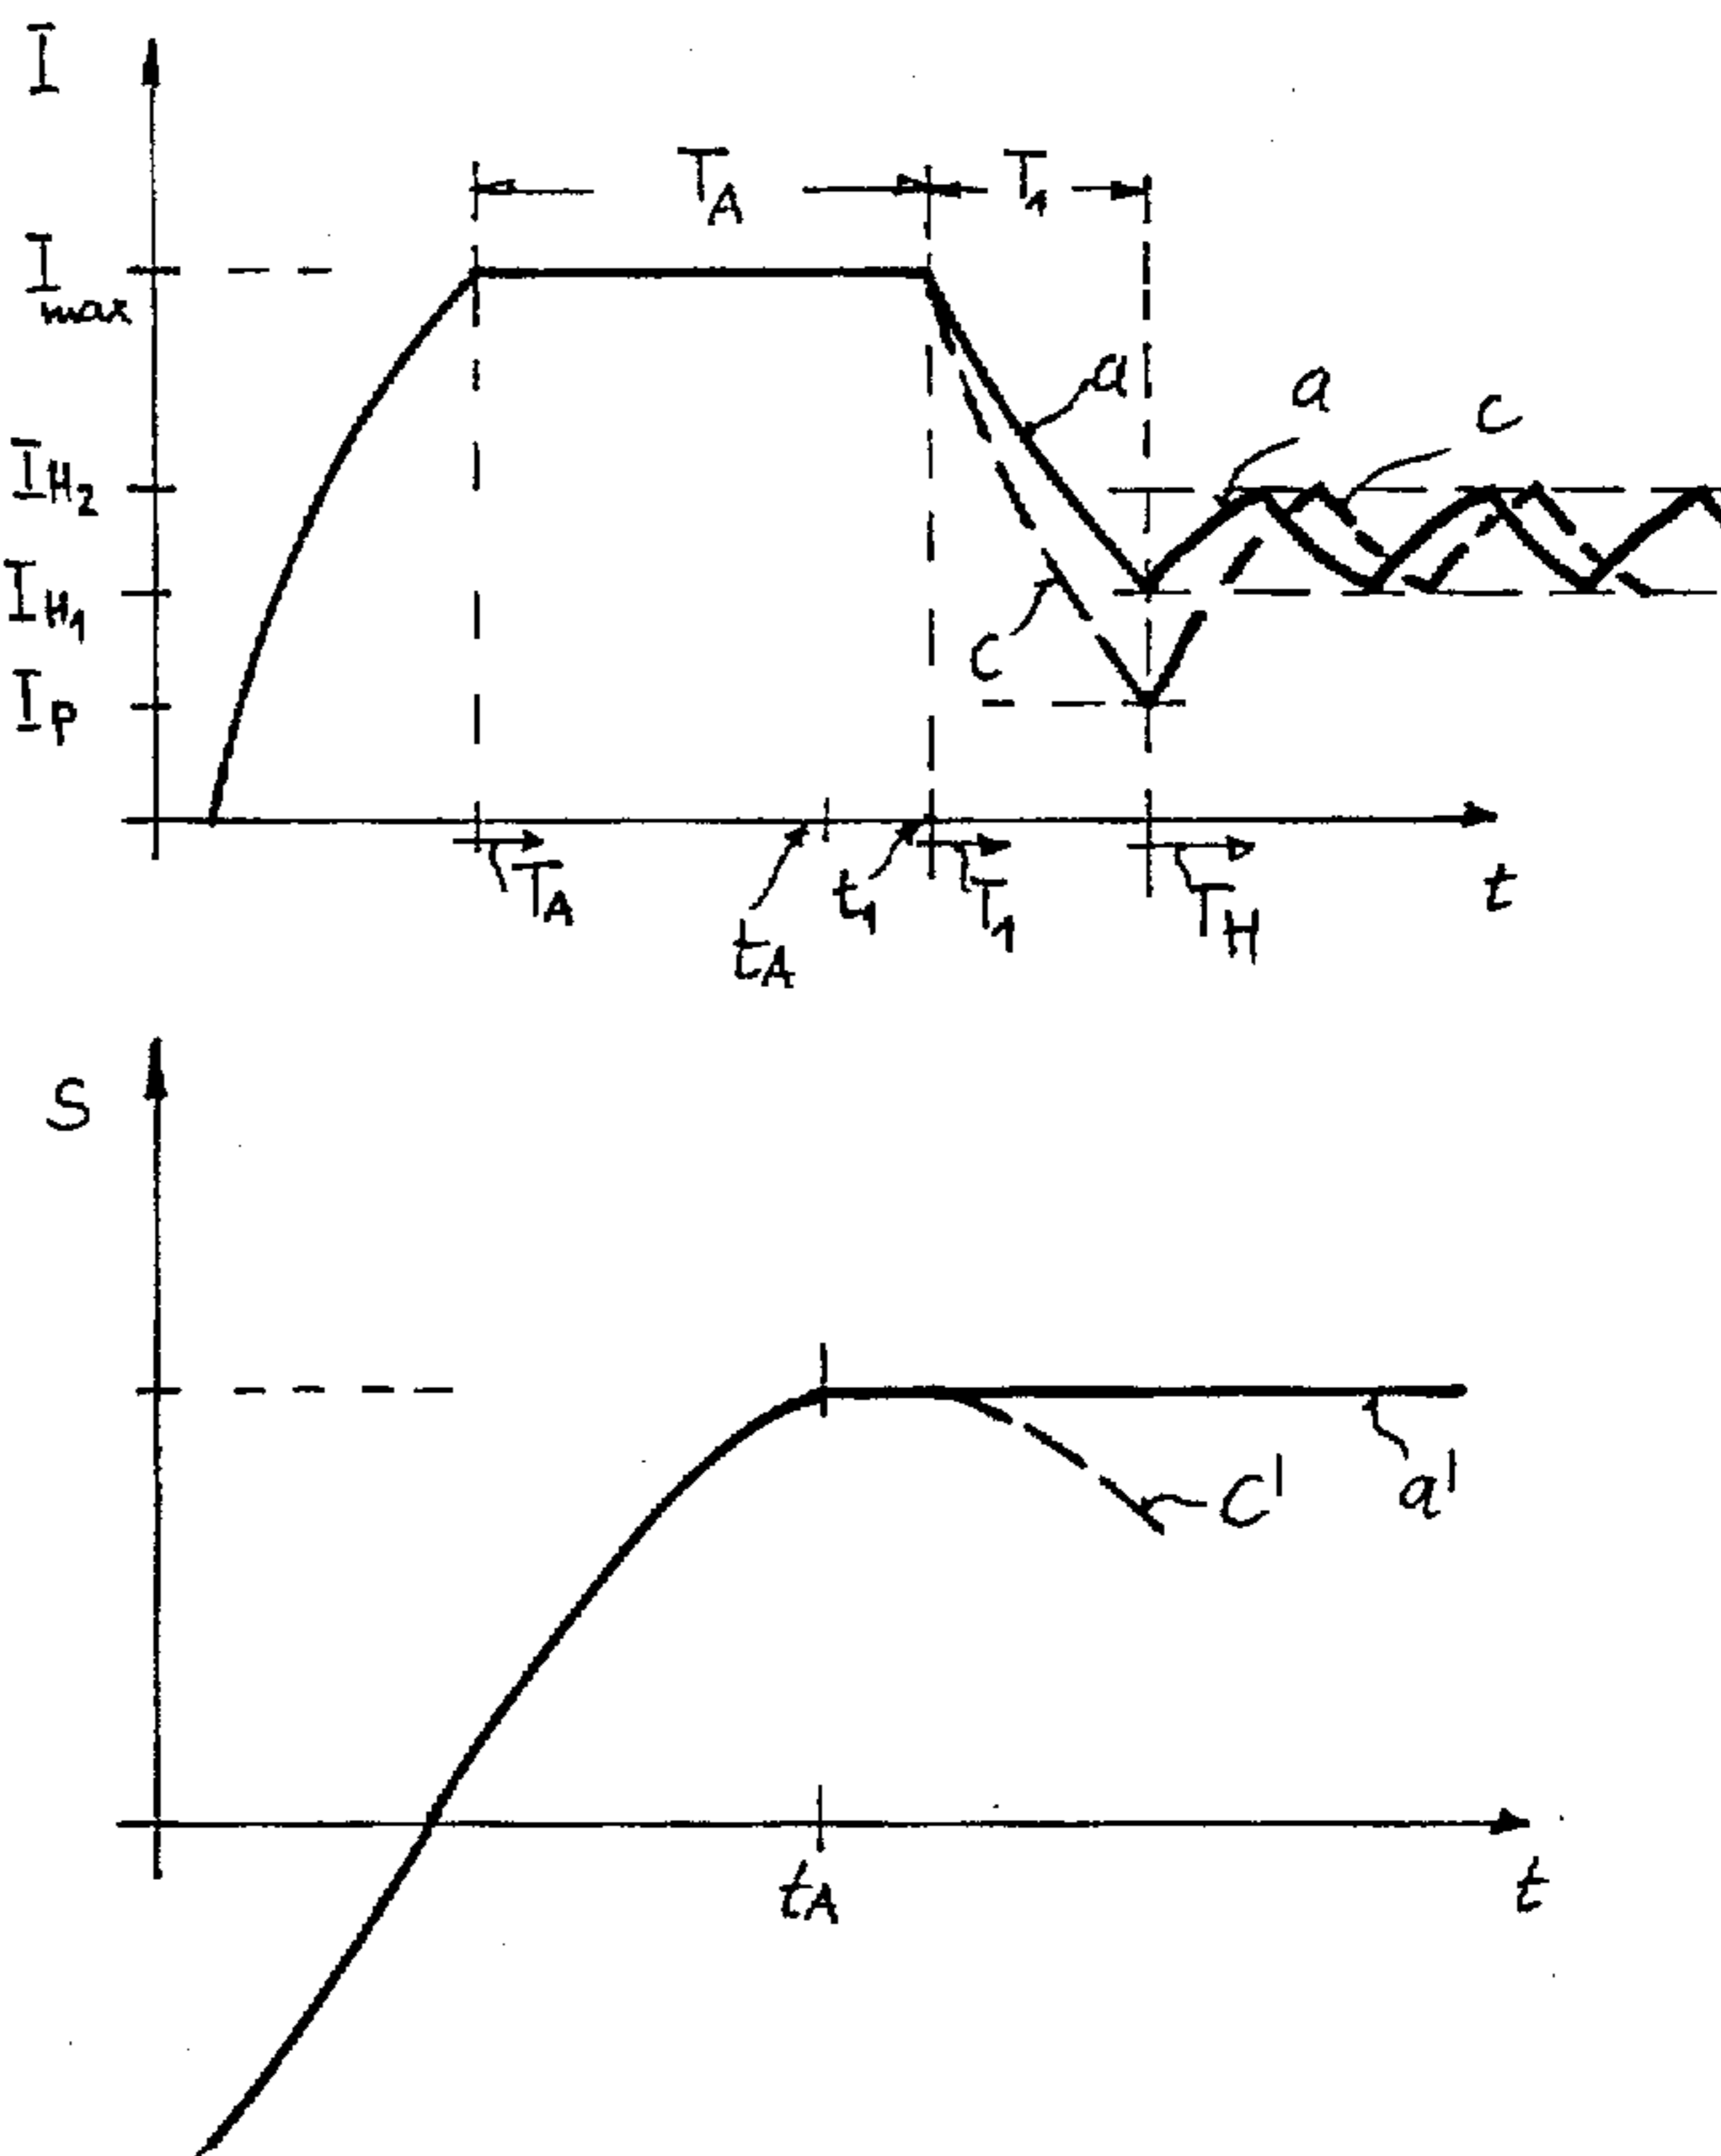 I
T_A T_1
I_max
a
a c
I_H2
I_H1
c
I_P
T_A t_A t_1 T_1 T_H t
S
c' a'
t_A t